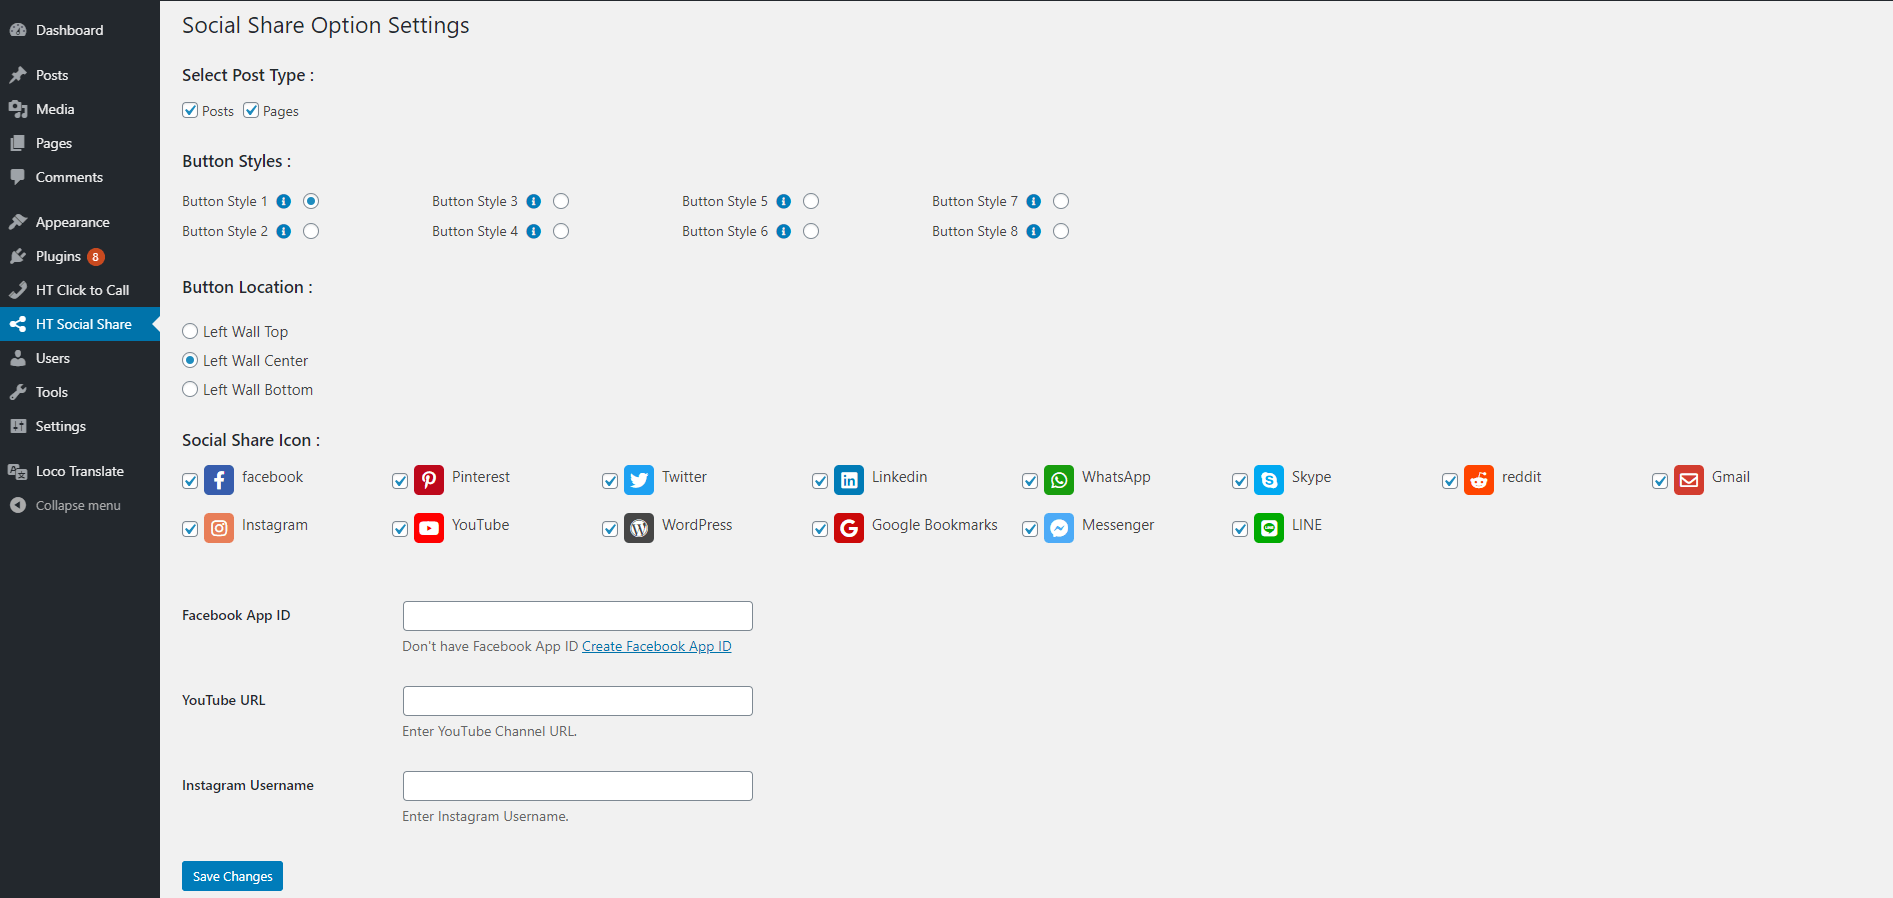 Dashboard
Posts
Media
Pages
Comments
Appearance
Plugins 8
HT Click to Call
HT Social Share
Users
Tools
Settings
Loco Translate
Collapse menu
Social Share Option Settings
Select Post Type :
Posts Pages
Button Styles :
Button Style 1 Button Style 3 Button Style 5 Button Style 7
Button Style 2 Button Style 4 Button Style 6 Button Style 8
Button Location :
Left Wall Top
Left Wall Center
Left Wall Bottom
Social Share Icon :
facebook Pinterest Twitter Linkedin WhatsApp Skype reddit Gmail
Instagram YouTube WordPress Google Bookmarks Messenger LINE
Facebook App ID
Don't have Facebook App ID Create Facebook App ID
YouTube URL
Enter YouTube Channel URL.
Instagram Username
Enter Instagram Username.
Save Changes